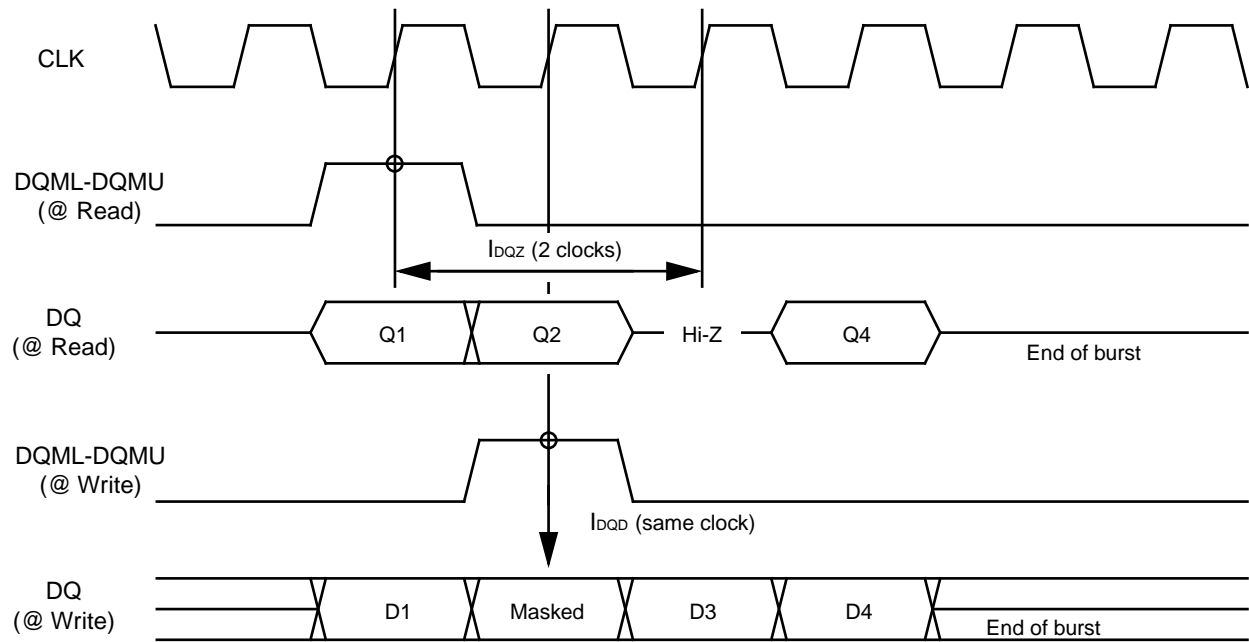 CLK
DQML-DQMU
(@ Read)
IDQZ (2 clocks)
DQ
(@ Read)
Q1
Q2
Hi-Z
Q4
End of burst
DQML-DQMU
(@ Write)
IDQD (same clock)
DQ
(@ Write)
D1
Masked
D3
D4
End of burst